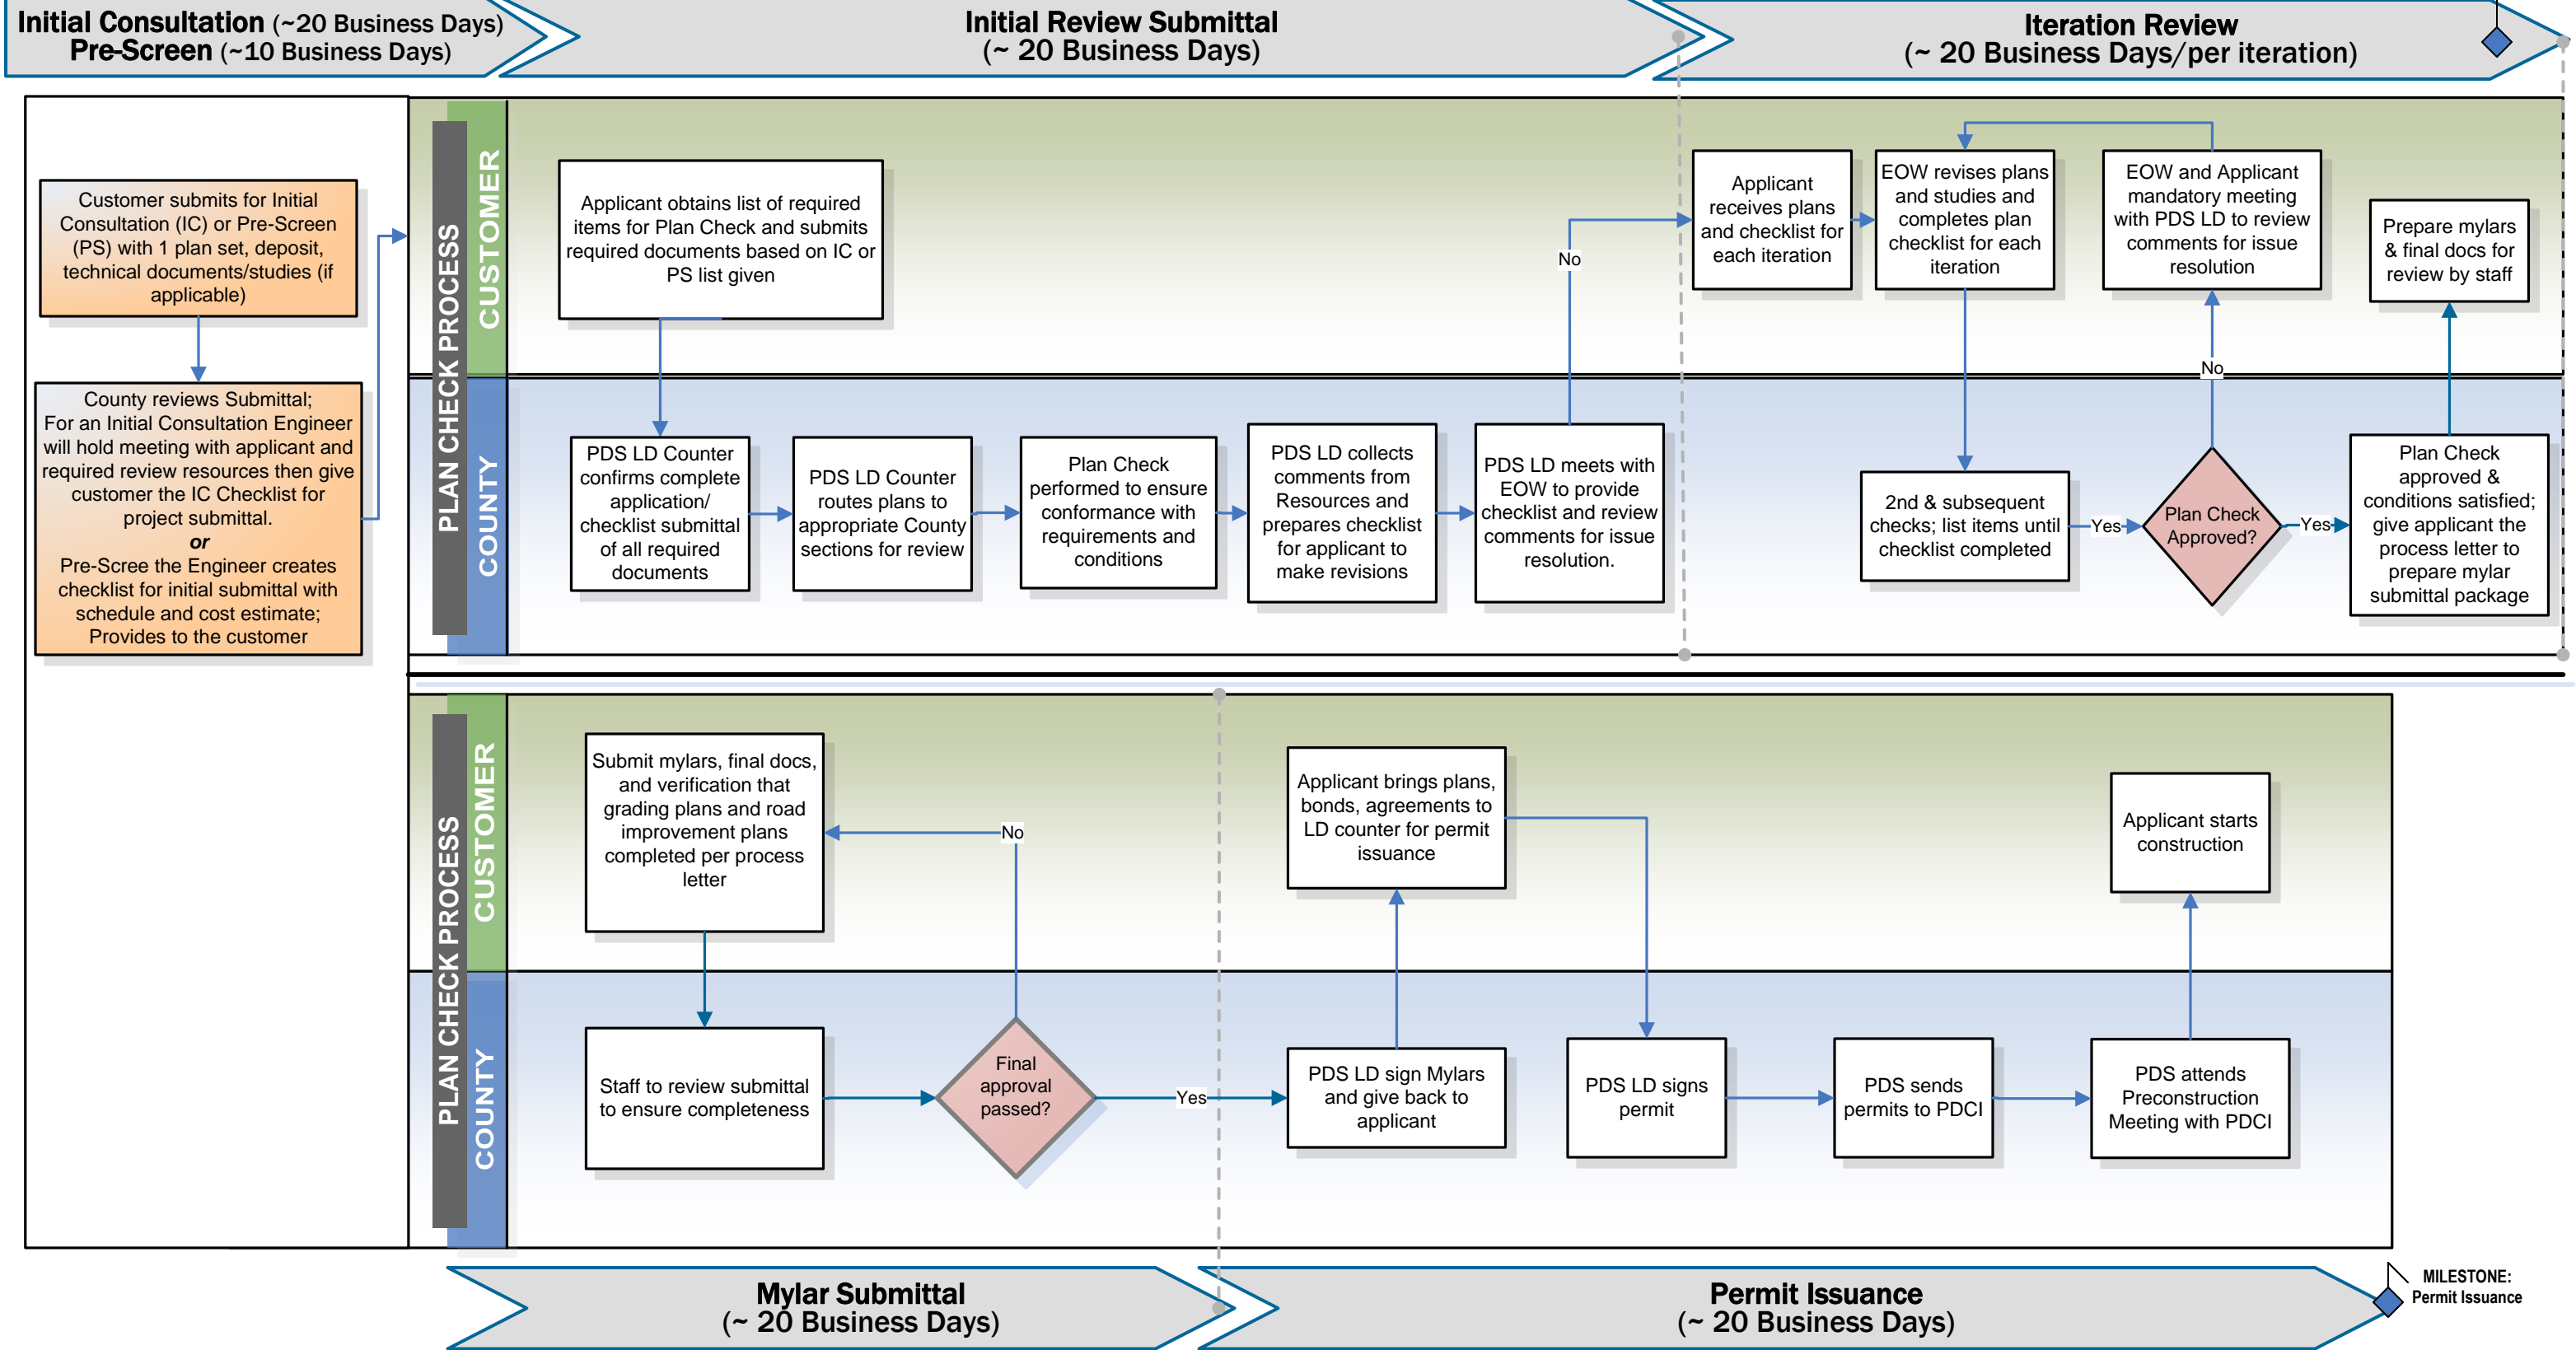 Initial Consultation (~20 Business Days)
Pre-Screen (~10 Business Days)
Initial Review Submittal
(~ 20 Business Days)
Iteration Review
(~ 20 Business Days/per iteration)
Customer submits for Initial
Consultation (IC) or Pre-Screen
(PS) with 1 plan set, deposit,
technical documents/studies (if
applicable)
County reviews Submittal;
For an Initial Consultation Engineer
will hold meeting with applicant and
required review resources then give
customer the IC Checklist for
project submittal.
or
Pre-Scree the Engineer creates
checklist for initial submittal with
schedule and cost estimate;
Provides to the customer
PLAN CHECK PROCESS
CUSTOMER
COUNTY
Applicant obtains list of required
items for Plan Check and submits
required documents based on IC or
PS list given
PDS LD Counter
confirms complete
application/
checklist submittal
of all required
documents
PDS LD Counter
routes plans to
appropriate County
sections for review
Plan Check
performed to ensure
conformance with
requirements and
conditions
PDS LD collects
comments from
Resources and
prepares checklist
for applicant to
make revisions
PDS LD meets with
EOW to provide
checklist and review
comments for issue
resolution.
No
Applicant
receives plans
and checklist for
each iteration
EOW revises plans
and studies and
completes plan
checklist for each
iteration
EOW and Applicant
mandatory meeting
with PDS LD to review
comments for issue
resolution
Prepare mylars
& final docs for
review by staff
No
2nd & subsequent
checks; list items until
checklist completed
Yes
Plan Check
Approved?
Yes
Plan Check
approved &
conditions satisfied;
give applicant the
process letter to
prepare mylar
submittal package
PLAN CHECK PROCESS
CUSTOMER
COUNTY
Submit mylars, final docs,
and verification that
grading plans and road
improvement plans
completed per process
letter
No
Staff to review submittal
to ensure completeness
Final
approval
passed?
Yes
Applicant brings plans,
bonds, agreements to
LD counter for permit
issuance
PDS LD sign Mylars
and give back to
applicant
PDS LD signs
permit
PDS sends
permits to PDCI
PDS attends
Preconstruction
Meeting with PDCI
Applicant starts
construction
Mylar Submittal
(~ 20 Business Days)
Permit Issuance
(~ 20 Business Days)
MILESTONE:
Permit Issuance